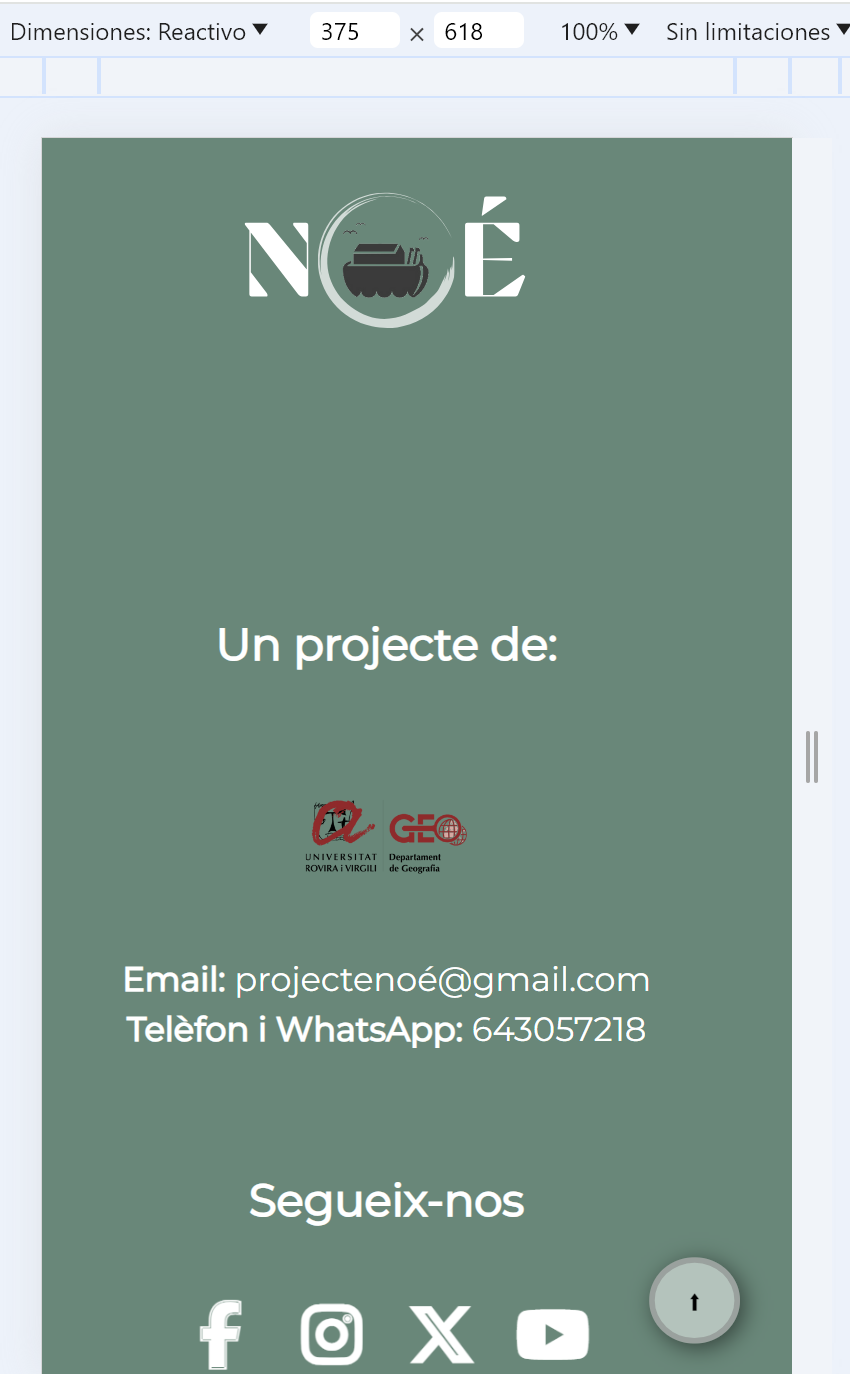 Dimensiones: Reactivo ▼ 375 × 618 100% ▼ Sin limitaciones ▼
NOÉ
Un projecte de:
UNIVERSITAT
ROVIRA i VIRGILI
GEO
Departament
de Geografia
Email: projectenoé@gmail.com
Telèfon i WhatsApp: 643057218
Segueix-nos